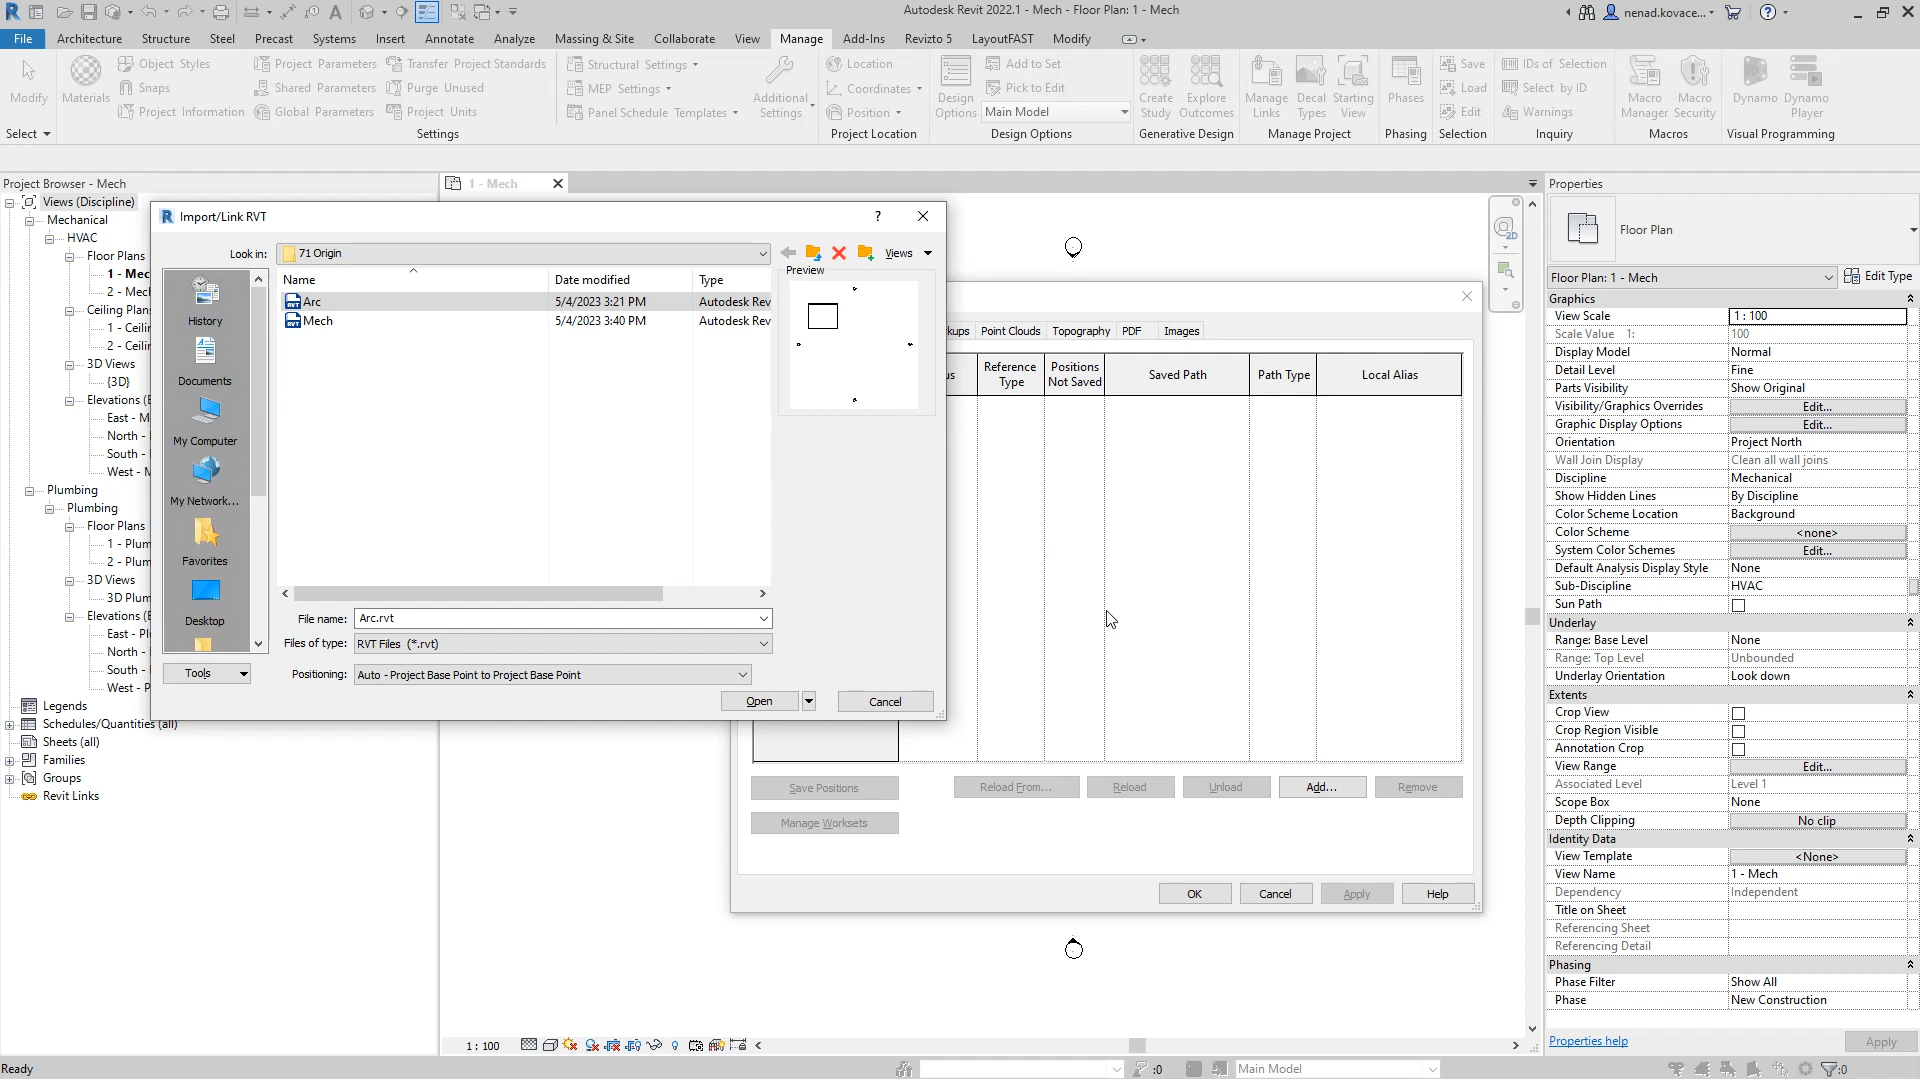 Autodesk Revit 2022.1 - Mech - Floor Plan: 1 - Mech
nenad.kovace...
File Architecture Structure Steel Precast Systems Insert Annotate Analyze Massing & Site Collaborate View Manage Add-Ins Revizto 5 LayoutFAST Modify
Modify
Select
Materials
Object Styles
Snaps
Project Information
Project Parameters
Shared Parameters
Global Parameters
Transfer Project Standards
Purge Unused
Project Units
Settings
Structural Settings
MEP Settings
Panel Schedule Templates
Additional Settings
Location
Coordinates
Position
Project Location
Design Options
Add to Set
Pick to Edit
Main Model
Design Options
Create Study
Explore Outcomes
Generative Design
Manage Links
Decal Types
Starting View
Manage Project
Phases
Phasing
Save
Load
Edit
Selection
IDs of Selection
Select by ID
Warnings
Inquiry
Macro Manager
Macro Security
Macros
Dynamo
Dynamo Player
Visual Programming
Project Browser - Mech
Views (Discipline)
Mechanical
HVAC
Floor Plans
1 - Mec
2 - Mech
Ceiling Plans
1 - Ceilin
2 - Ceilin
3D Views
{3D}
Elevations (B
East - M
North -
South -
West - M
Plumbing
Plumbing
Floor Plans
1 - Plum
2 - Plum
3D Views
3D Plum
Elevations (B
East - P
North -
South -
West - P
Legends
Schedules/Quantities (all)
Sheets (all)
Families
Groups
Revit Links
1 - Mech
Import/Link RVT
?
Look in: 71 Origin
Views
Name Date modified Type
Arc 5/4/2023 3:21 PM Autodesk Rev
Mech 5/4/2023 3:40 PM Autodesk Rev
Preview
History
Documents
My Computer
My Network...
Favorites
Desktop
Tools
File name: Arc.rvt
Files of type: RVT Files (*.rvt)
Positioning: Auto - Project Base Point to Project Base Point
Open Cancel
kups Point Clouds Topography PDF Images
us
Reference Type
Positions Not Saved
Saved Path
Path Type
Local Alias
Save Positions
Reload From...
Reload
Unload
Add...
Remove
Manage Worksets
OK Cancel Apply Help
Properties
Floor Plan
Floor Plan: 1 - Mech
Edit Type
Graphics
View Scale 1 : 100
Scale Value 1: 100
Display Model Normal
Detail Level Fine
Parts Visibility Show Original
Visibility/Graphics Overrides Edit...
Graphic Display Options Edit...
Orientation Project North
Wall Join Display Clean all wall joins
Discipline Mechanical
Show Hidden Lines By Discipline
Color Scheme Location Background
Color Scheme <none>
System Color Schemes Edit...
Default Analysis Display Style None
Sub-Discipline HVAC
Sun Path
Underlay
Range: Base Level None
Range: Top Level Unbounded
Underlay Orientation Look down
Extents
Crop View
Crop Region Visible
Annotation Crop
View Range Edit...
Associated Level Level 1
Scope Box None
Depth Clipping No clip
Identity Data
View Template <None>
View Name 1 - Mech
Dependency Independent
Title on Sheet
Referencing Sheet
Referencing Detail
Phasing
Phase Filter Show All
Phase New Construction
Properties help
Apply
1 : 100
Ready
:0
Main Model
:0